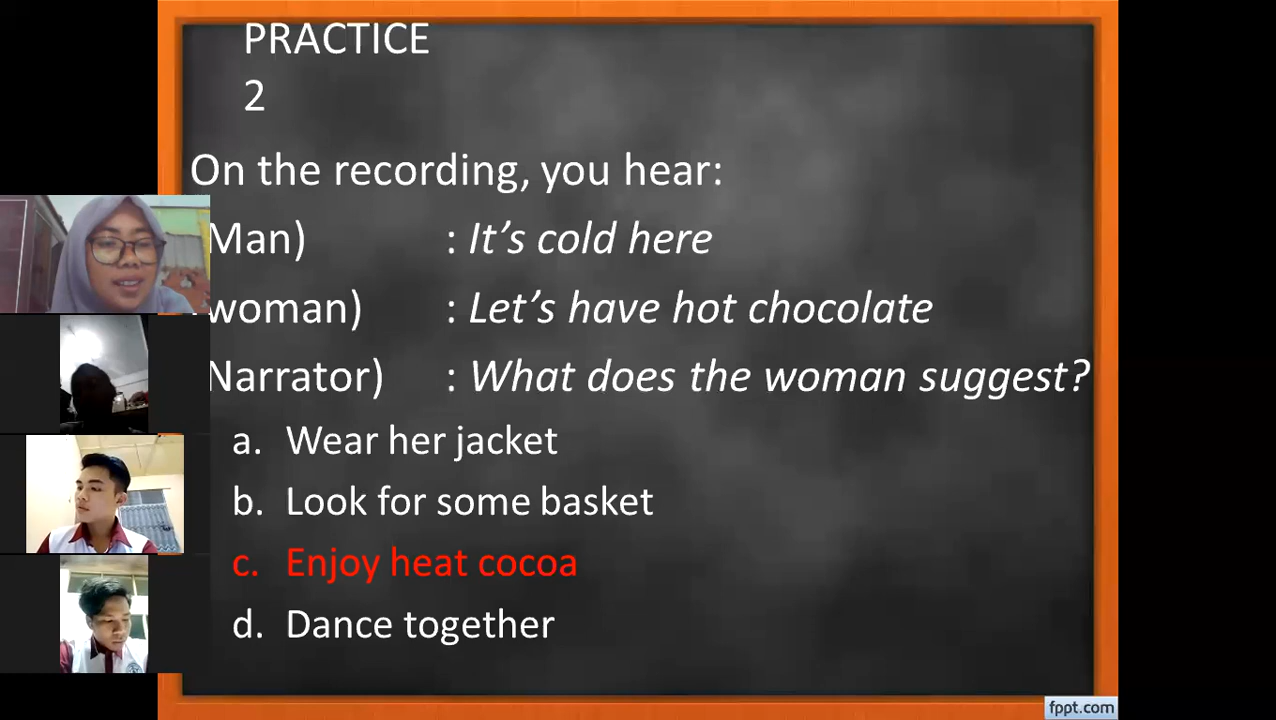 PRACTICE
2
On the recording, you hear:
Man) : It’s cold here
woman) : Let’s have hot chocolate
Narrator) : What does the woman suggest?
a. Wear her jacket
b. Look for some basket
c. Enjoy heat cocoa
d. Dance together
fppt.com